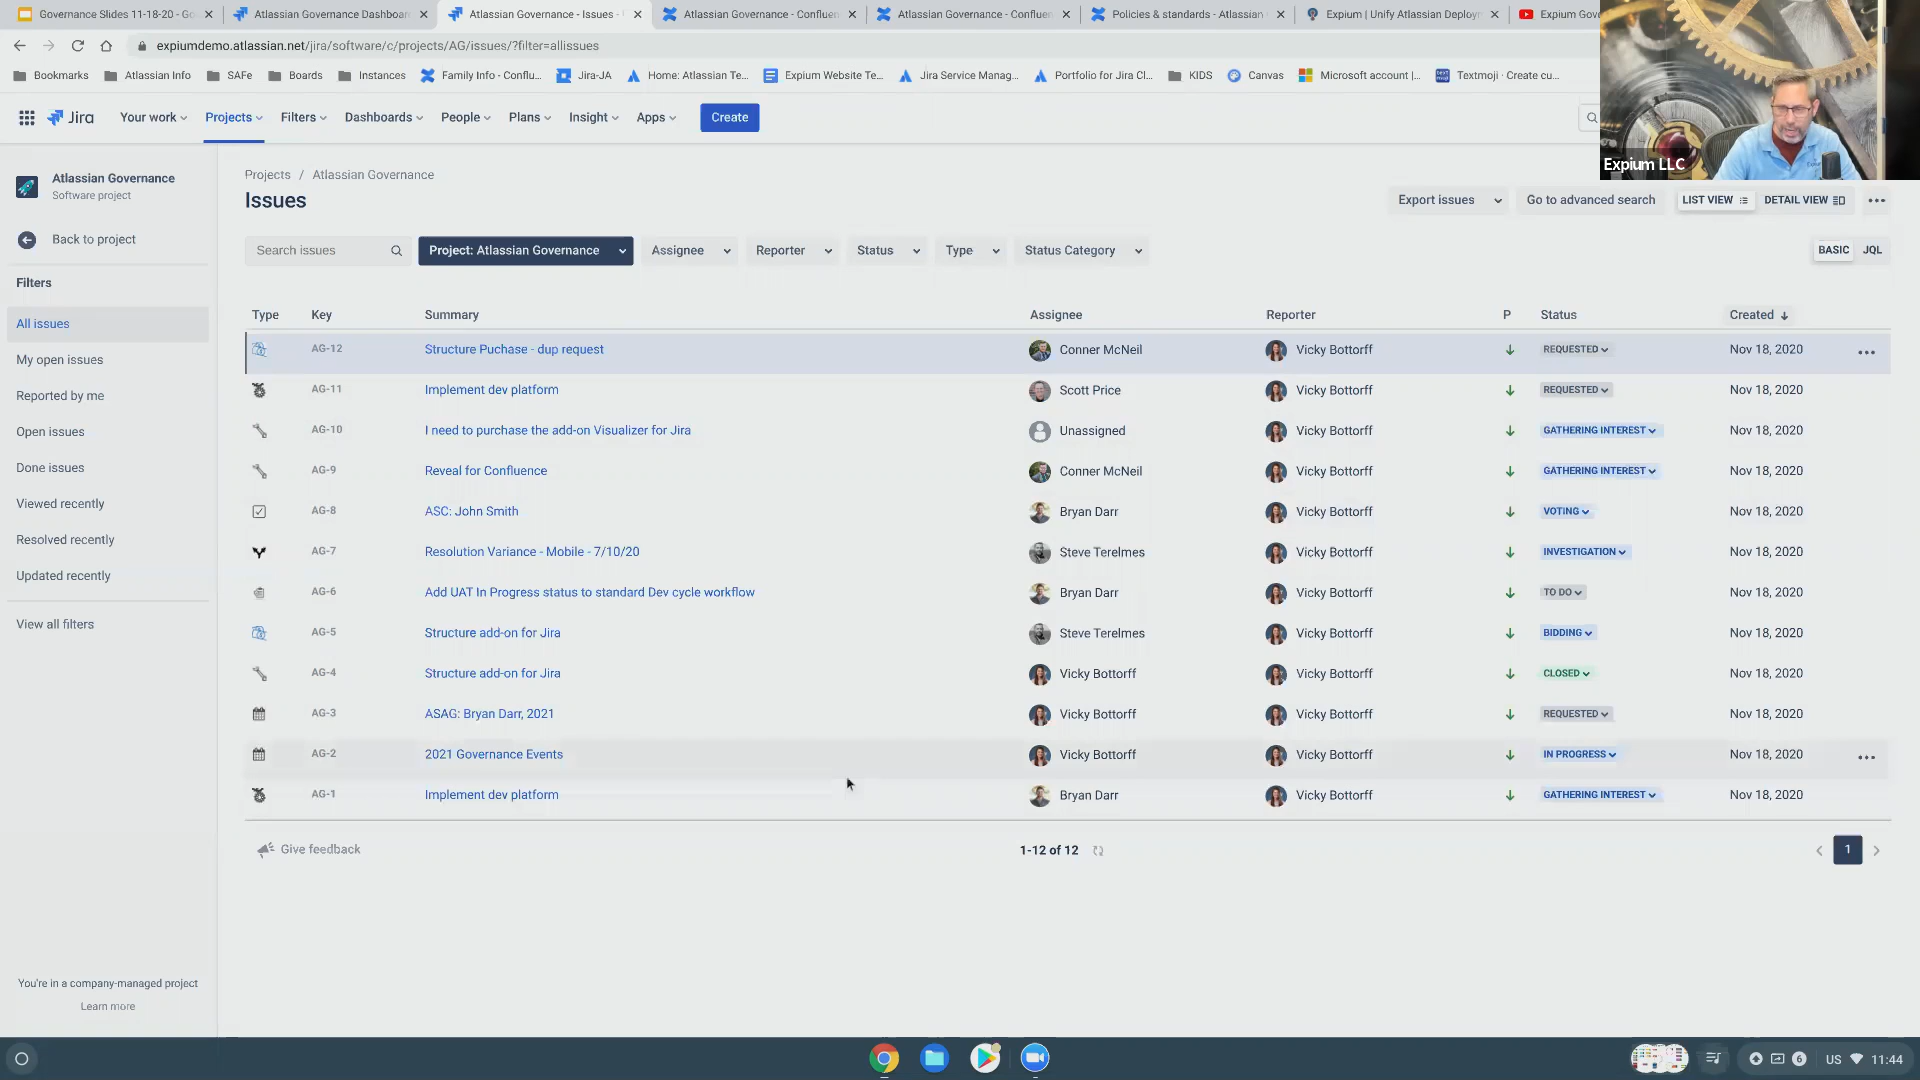 Governance Slides 11-18-20 - Go
Atlassian Governance Dashboar
Atlassian Governance - Issues -
Atlassian Governance - Confluen
Atlassian Governance - Confluen
Policies & standards - Atlassian
Expium | Unify Atlassian Deploy
Expium Gov
expiumdemo.atlassian.net/jira/software/c/projects/AG/issues/?filter=allissues
Bookmarks
Atlassian Info
SAFe
Boards
Instances
Family Info - Conflu...
Jira-JA
Home: Atlassian Te...
Expium Website Te...
Jira Service Manag...
Portfolio for Jira Cl...
KIDS
Canvas
Microsoft account |...
Textmoji · Create cu...
Jira
Your work
Projects
Filters
Dashboards
People
Plans
Insight
Apps
Create
Expium LLC
Atlassian Governance
Software project
Back to project
Filters
All issues
My open issues
Reported by me
Open issues
Done issues
Viewed recently
Resolved recently
Updated recently
View all filters
You're in a company-managed project
Learn more
Projects / Atlassian Governance
Issues
Export issues
Go to advanced search
LIST VIEW
DETAIL VIEW
Search issues
Project: Atlassian Governance
Assignee
Reporter
Status
Type
Status Category
BASIC
JQL
Type Key Summary Assignee Reporter P Status Created
AG-12 Structure Puchase - dup request Conner McNeil Vicky Bottorff REQUESTED Nov 18, 2020
AG-11 Implement dev platform Scott Price Vicky Bottorff REQUESTED Nov 18, 2020
AG-10 I need to purchase the add-on Visualizer for Jira Unassigned Vicky Bottorff GATHERING INTEREST Nov 18, 2020
AG-9 Reveal for Confluence Conner McNeil Vicky Bottorff GATHERING INTEREST Nov 18, 2020
AG-8 ASC: John Smith Bryan Darr Vicky Bottorff VOTING Nov 18, 2020
AG-7 Resolution Variance - Mobile - 7/10/20 Steve Terelmes Vicky Bottorff INVESTIGATION Nov 18, 2020
AG-6 Add UAT In Progress status to standard Dev cycle workflow Bryan Darr Vicky Bottorff TO DO Nov 18, 2020
AG-5 Structure add-on for Jira Steve Terelmes Vicky Bottorff BIDDING Nov 18, 2020
AG-4 Structure add-on for Jira Vicky Bottorff Vicky Bottorff CLOSED Nov 18, 2020
AG-3 ASAG: Bryan Darr, 2021 Vicky Bottorff Vicky Bottorff REQUESTED Nov 18, 2020
AG-2 2021 Governance Events Vicky Bottorff Vicky Bottorff IN PROGRESS Nov 18, 2020
AG-1 Implement dev platform Bryan Darr Vicky Bottorff GATHERING INTEREST Nov 18, 2020
Give feedback
1-12 of 12
1
6
US
11:44